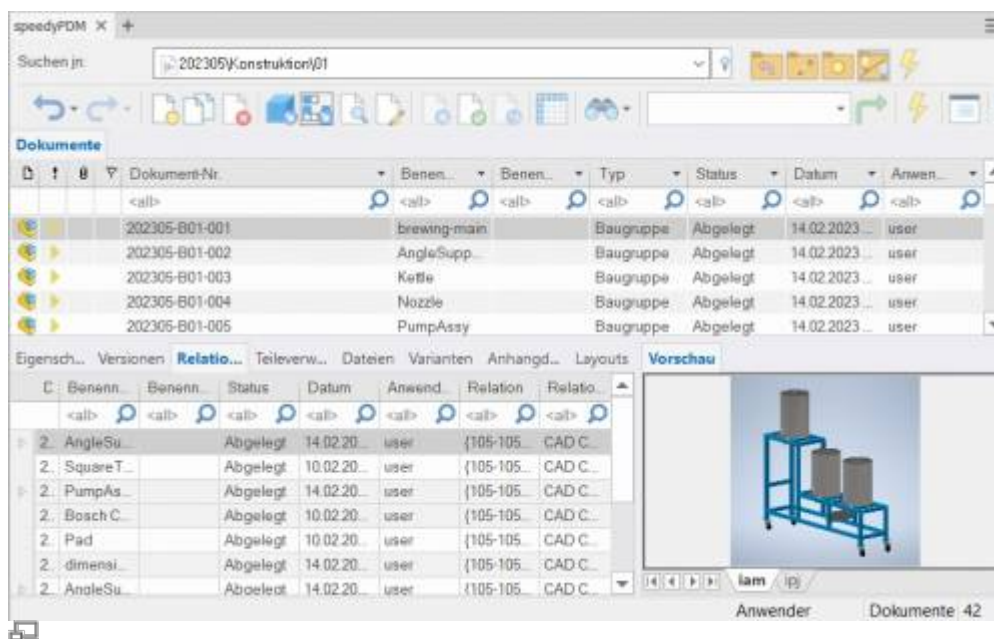 speedyPDM
Suchen in: 202305\Konstruktion\01
Dokumente
Dokument-Nr. Benen... Benen... Typ Status Datum Anwen...
<all> <all> <all> <all> <all> <all> <all>
202305-B01-001 brewing-main Baugruppe Abgelegt 14.02.2023 ... user
202305-B01-002 AngleSupp... Baugruppe Abgelegt 14.02.2023 ... user
202305-B01-003 Kettle Baugruppe Abgelegt 14.02.2023 ... user
202305-B01-004 Nozzle Baugruppe Abgelegt 14.02.2023 ... user
202305-B01-005 PumpAssy Baugruppe Abgelegt 14.02.2023 ... user
Eigensch... Versionen Relatio... Teileverw... Dateien Varianten Anhangd... Layouts Vorschau
Benenn... Benenn... Status Datum Anwend... Relation Relatio...
<all> <all> <all> <all> <all> <all> <all>
2... AngleSu... Abgelegt 14.02.20... user {105-105... CAD C...
2... SquareT... Abgelegt 10.02.20... user {105-105... CAD C...
2... PumpAs... Abgelegt 14.02.20... user {105-105... CAD C...
2... Bosch C... Abgelegt 10.02.20... user {105-105... CAD C...
2... Pad Abgelegt 10.02.20... user {105-105... CAD C...
2... dimensi... Abgelegt 14.02.20... user {105-105... CAD C...
2... AngleSu... Abgelegt 14.02.20... user {105-105... CAD C...
iam ipj
Anwender Dokumente 42